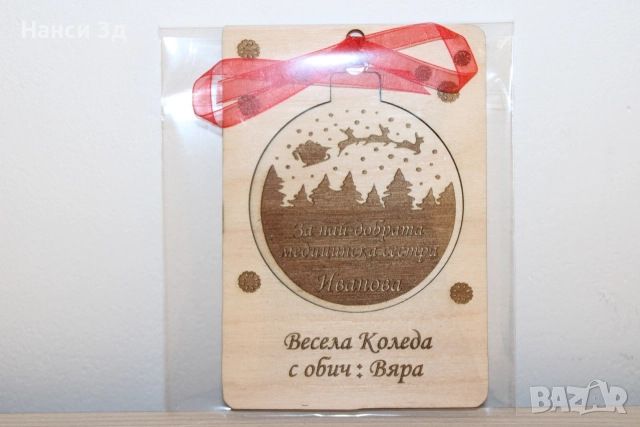 Нанси 3д
За най-добрата
медицинска сестра
Иванова
Весела Коледа
с обич : Вяра
BAZAR